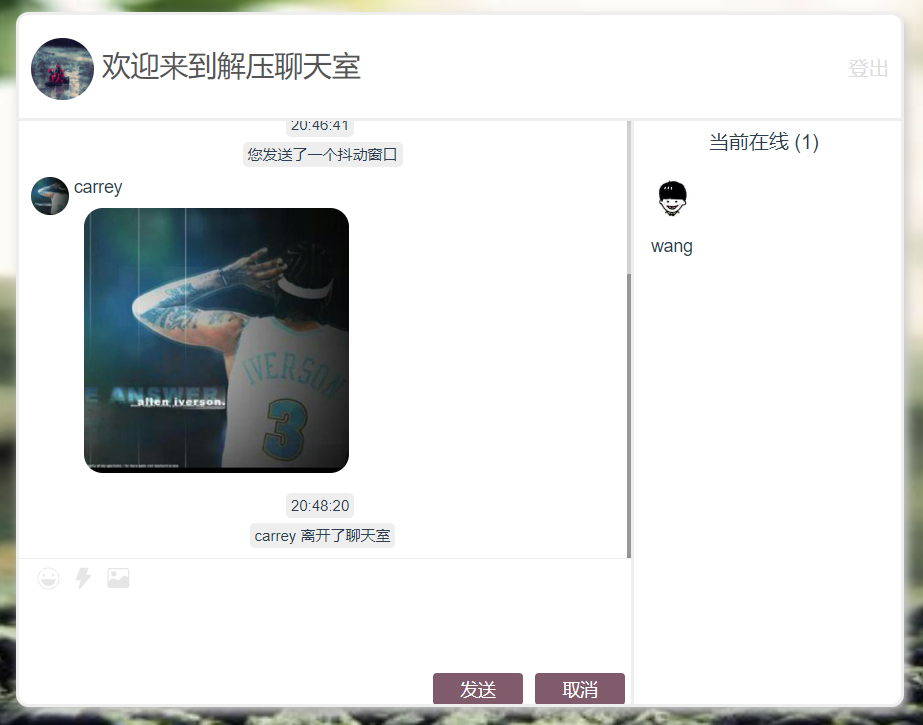 欢迎来到解压聊天室
登出
20:46:41
您发送了一个抖动窗口
carrey
IVERSON
3
E ANSWER.
allen iverson.
20:48:20
carrey 离开了聊天室
发送
取消
当前在线 (1)
wang